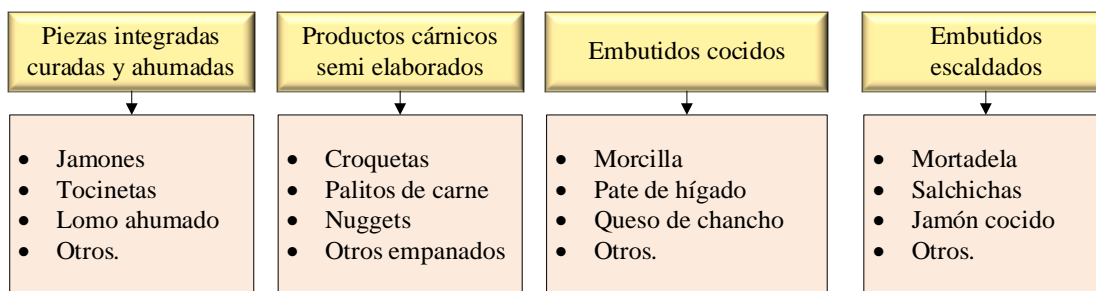 Piezas integradas
curadas y ahumadas
• Jamones
• Tocinetas
• Lomo ahumado
• Otros.
Productos cárnicos
semi elaborados
• Croquetas
• Palitos de carne
• Nuggets
• Otros empanados
Embutidos cocidos
• Morcilla
• Pate de hígado
• Queso de chancho
• Otros.
Embutidos
escaldados
• Mortadela
• Salchichas
• Jamón cocido
• Otros.